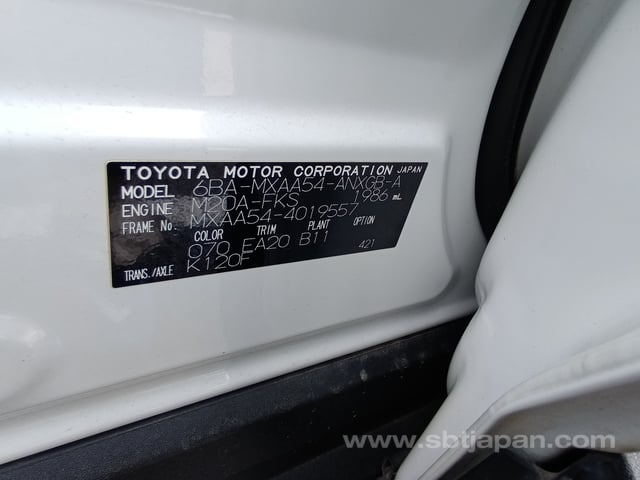 TOYOTA MOTOR CORPORATION JAPAN
MODEL 6BA-MXAA54-ANXGB-A
ENGINE M20A-FKS 1986 mL
FRAME No. MXAA54-4019557
COLOR TRIM PLANT OPTION
070 EA20 B11 421
TRANS./AXLE K120F
www.sbtjapan.com